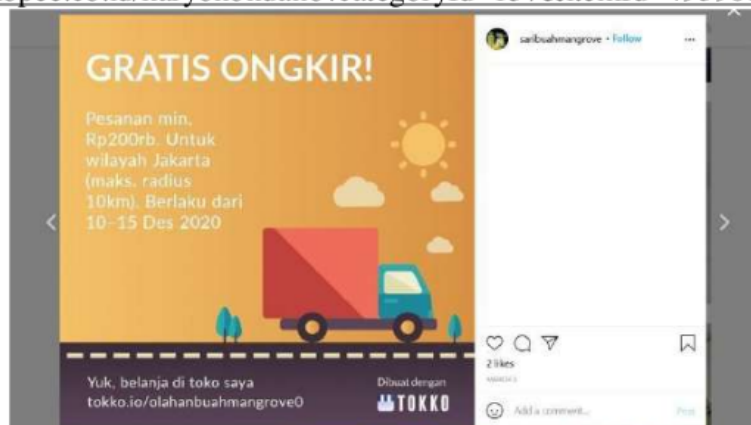 GRATIS ONGKIR!
Pesanan min.
Rp200rb. Untuk
wilayah Jakarta
(maks. radius
10km). Berlaku dari
10-15 Des 2020
Yuk, belanja di toko saya
tokko.io/olahanbuahmangrove0
Dibuat dengan
TOKKO
saribuahmangrove • Follow
2 likes
Add a comment...
Post